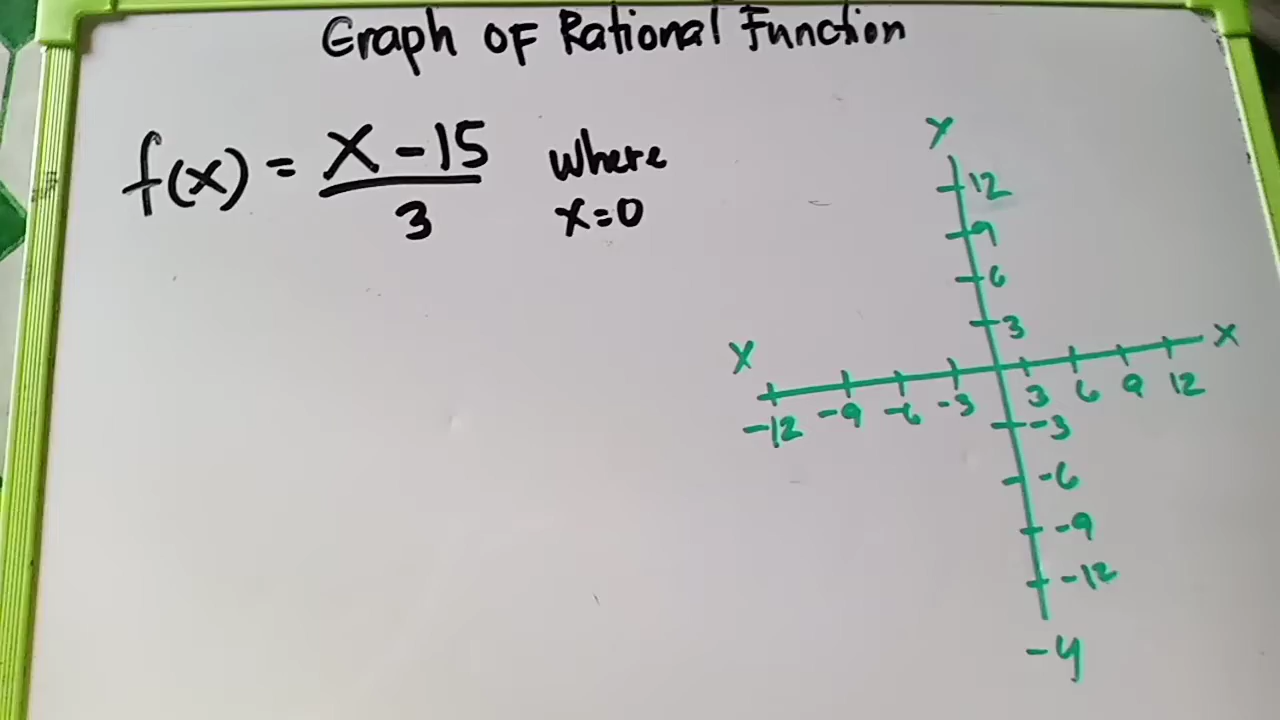 Graph OF Rational Function
f(x) = x - 15 / 3 where x = 0
Y
12
9
6
3
X X
-12 -9 -6 -3 3 6 9 12
-3
-6
-9
-12
-y